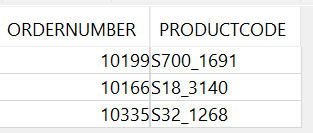 ORDERNUMBER PRODUCTCODE
10199 S700_1691
10166 S18_3140
10335 S32_1268